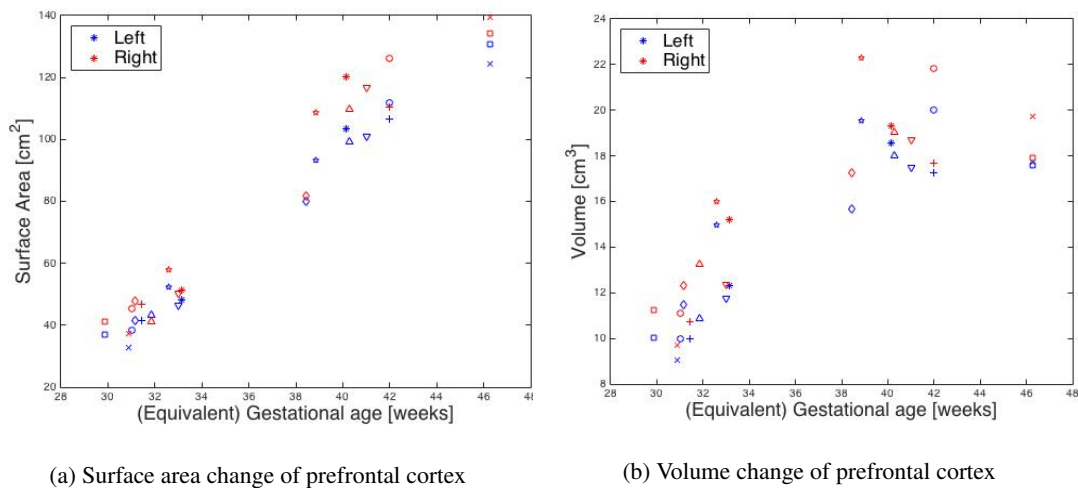 140
120
100
80
60
40
20
Surface Area [cm2]
Left
Right
28 30 32 34 36 38 40 42 44 46 48
(Equivalent) Gestational age [weeks]
(a) Surface area change of prefrontal cortex
24
22
20
18
16
14
12
10
8
Volume [cm3]
Left
Right
28 30 32 34 36 38 40 42 44 46 48
(Equivalent) Gestational age [weeks]
(b) Volume change of prefrontal cortex